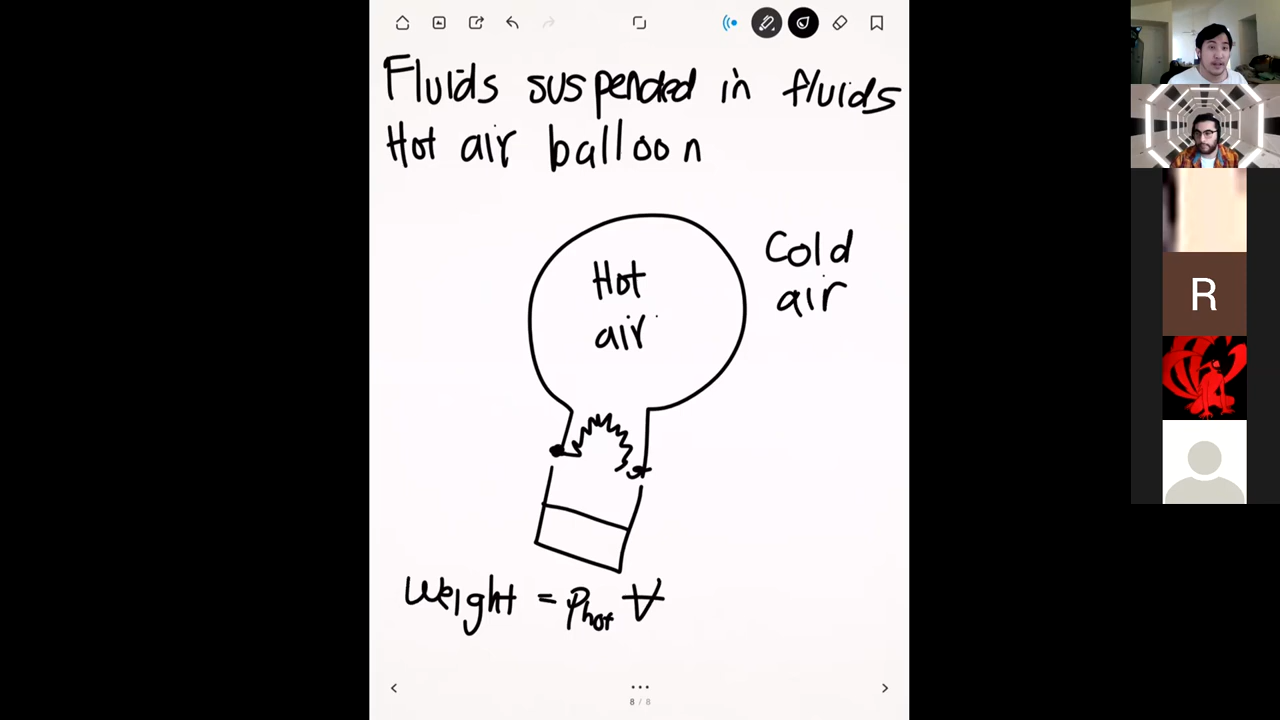 Fluids suspended in fluids
Hot air balloon
Cold
air
Hot
air
Weight = ρhot V
8 / 8
R